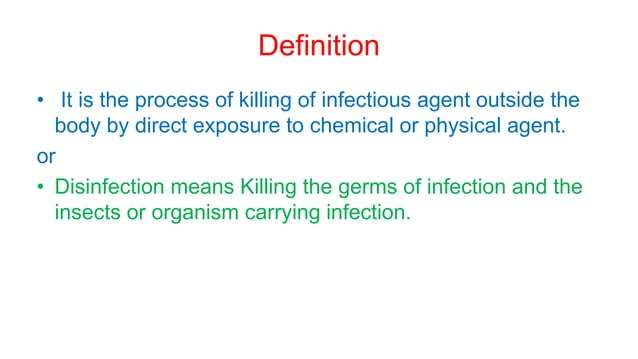 Definition
• It is the process of killing of infectious agent outside the
body by direct exposure to chemical or physical agent.
or
• Disinfection means Killing the germs of infection and the
insects or organism carrying infection.